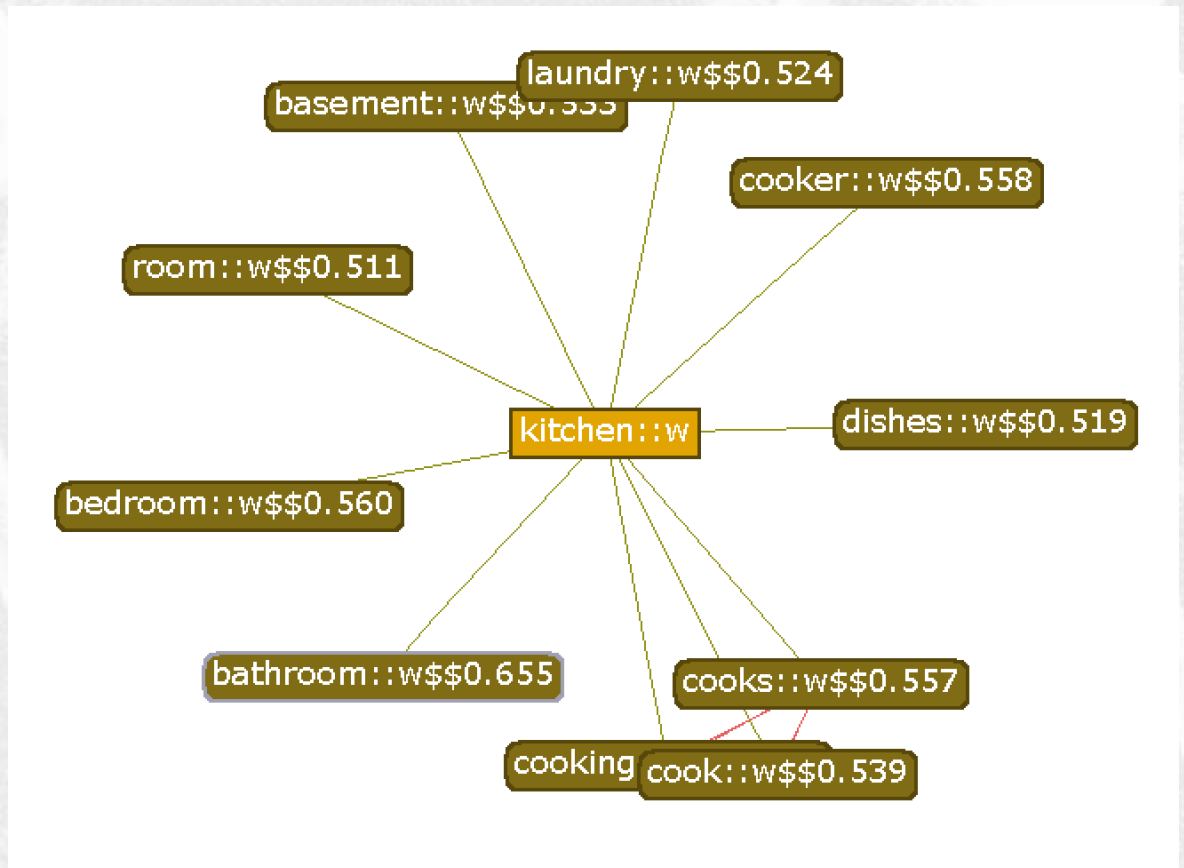 laundry::w$$0.524
basement::w$$0.533
cooker::w$$0.558
room::w$$0.511
dishes::w$$0.519
kitchen::w
bedroom::w$$0.560
bathroom::w$$0.655
cooks::w$$0.557
cooking
cook::w$$0.539